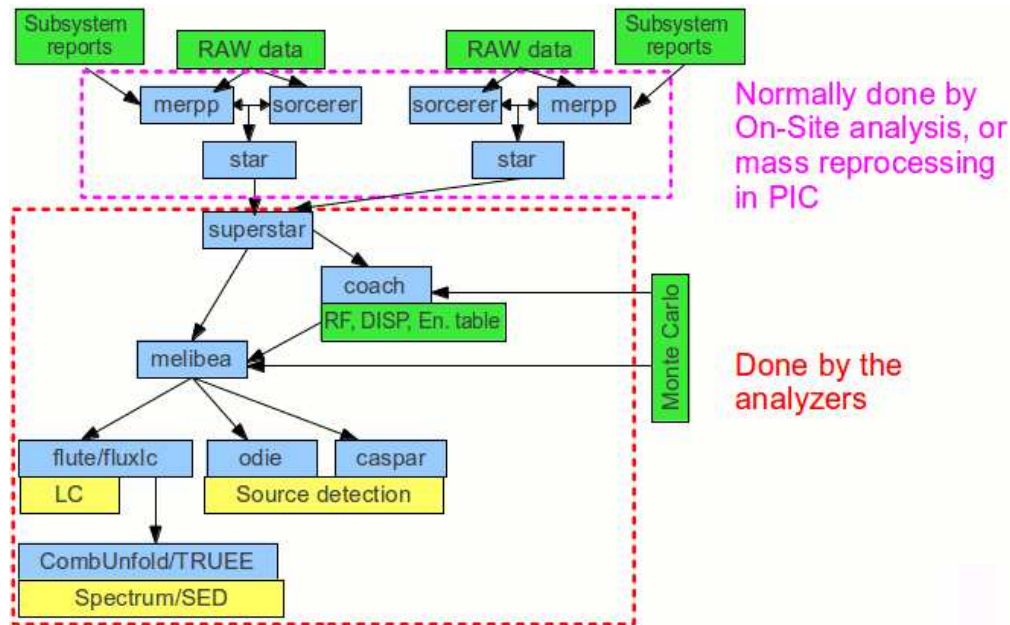 Subsystem
reports
RAW data
RAW data
Subsystem
reports
merpp
sorcerer
sorcerer
merpp
star
star
Normally done by
On-Site analysis, or
mass reprocessing
in PIC
superstar
coach
RF, DISP, En. table
melibea
Monte Carlo
Done by the
analyzers
flute/fluxlc
odie
caspar
LC
Source detection
CombUnfold/TRUEE
Spectrum/SED